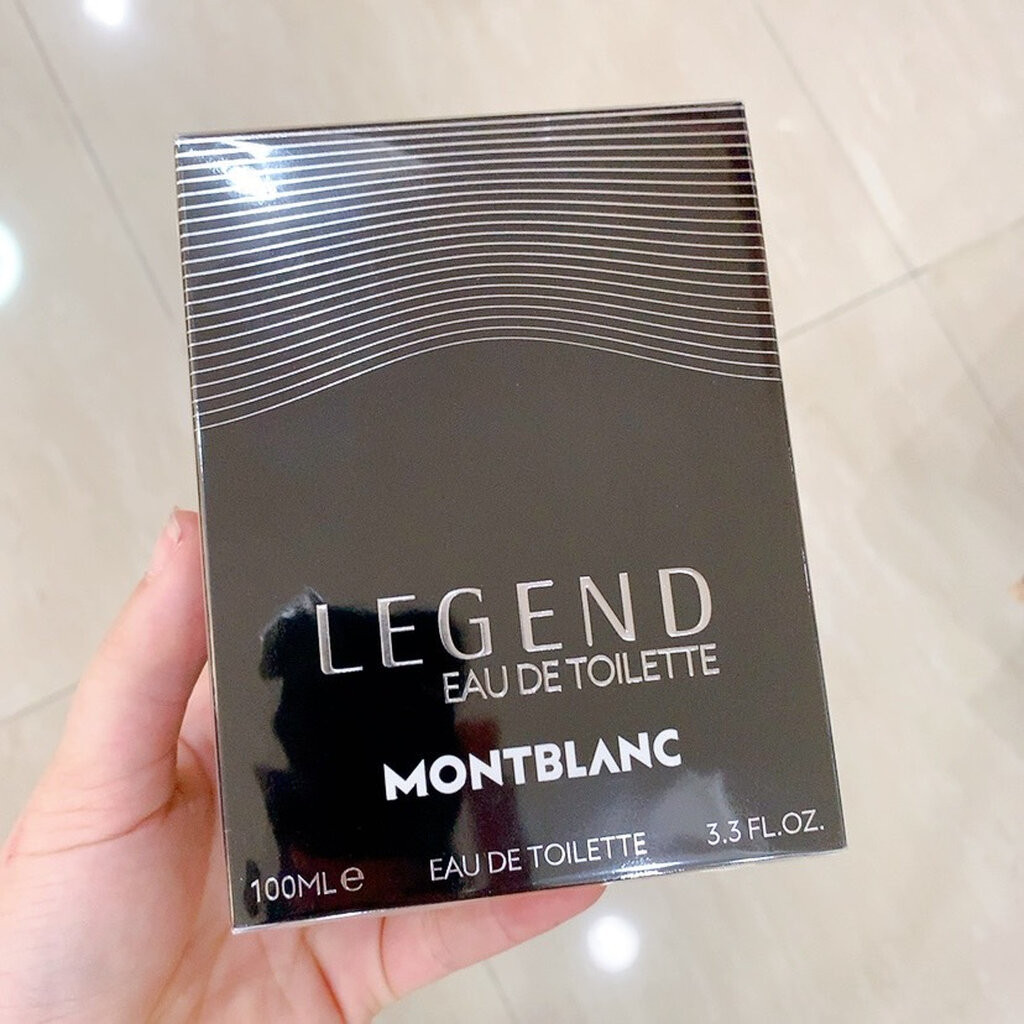 LEGEND
EAU DE TOILETTE
MONTBLANC
100ML ℮ EAU DE TOILETTE 3.3 FL.OZ.